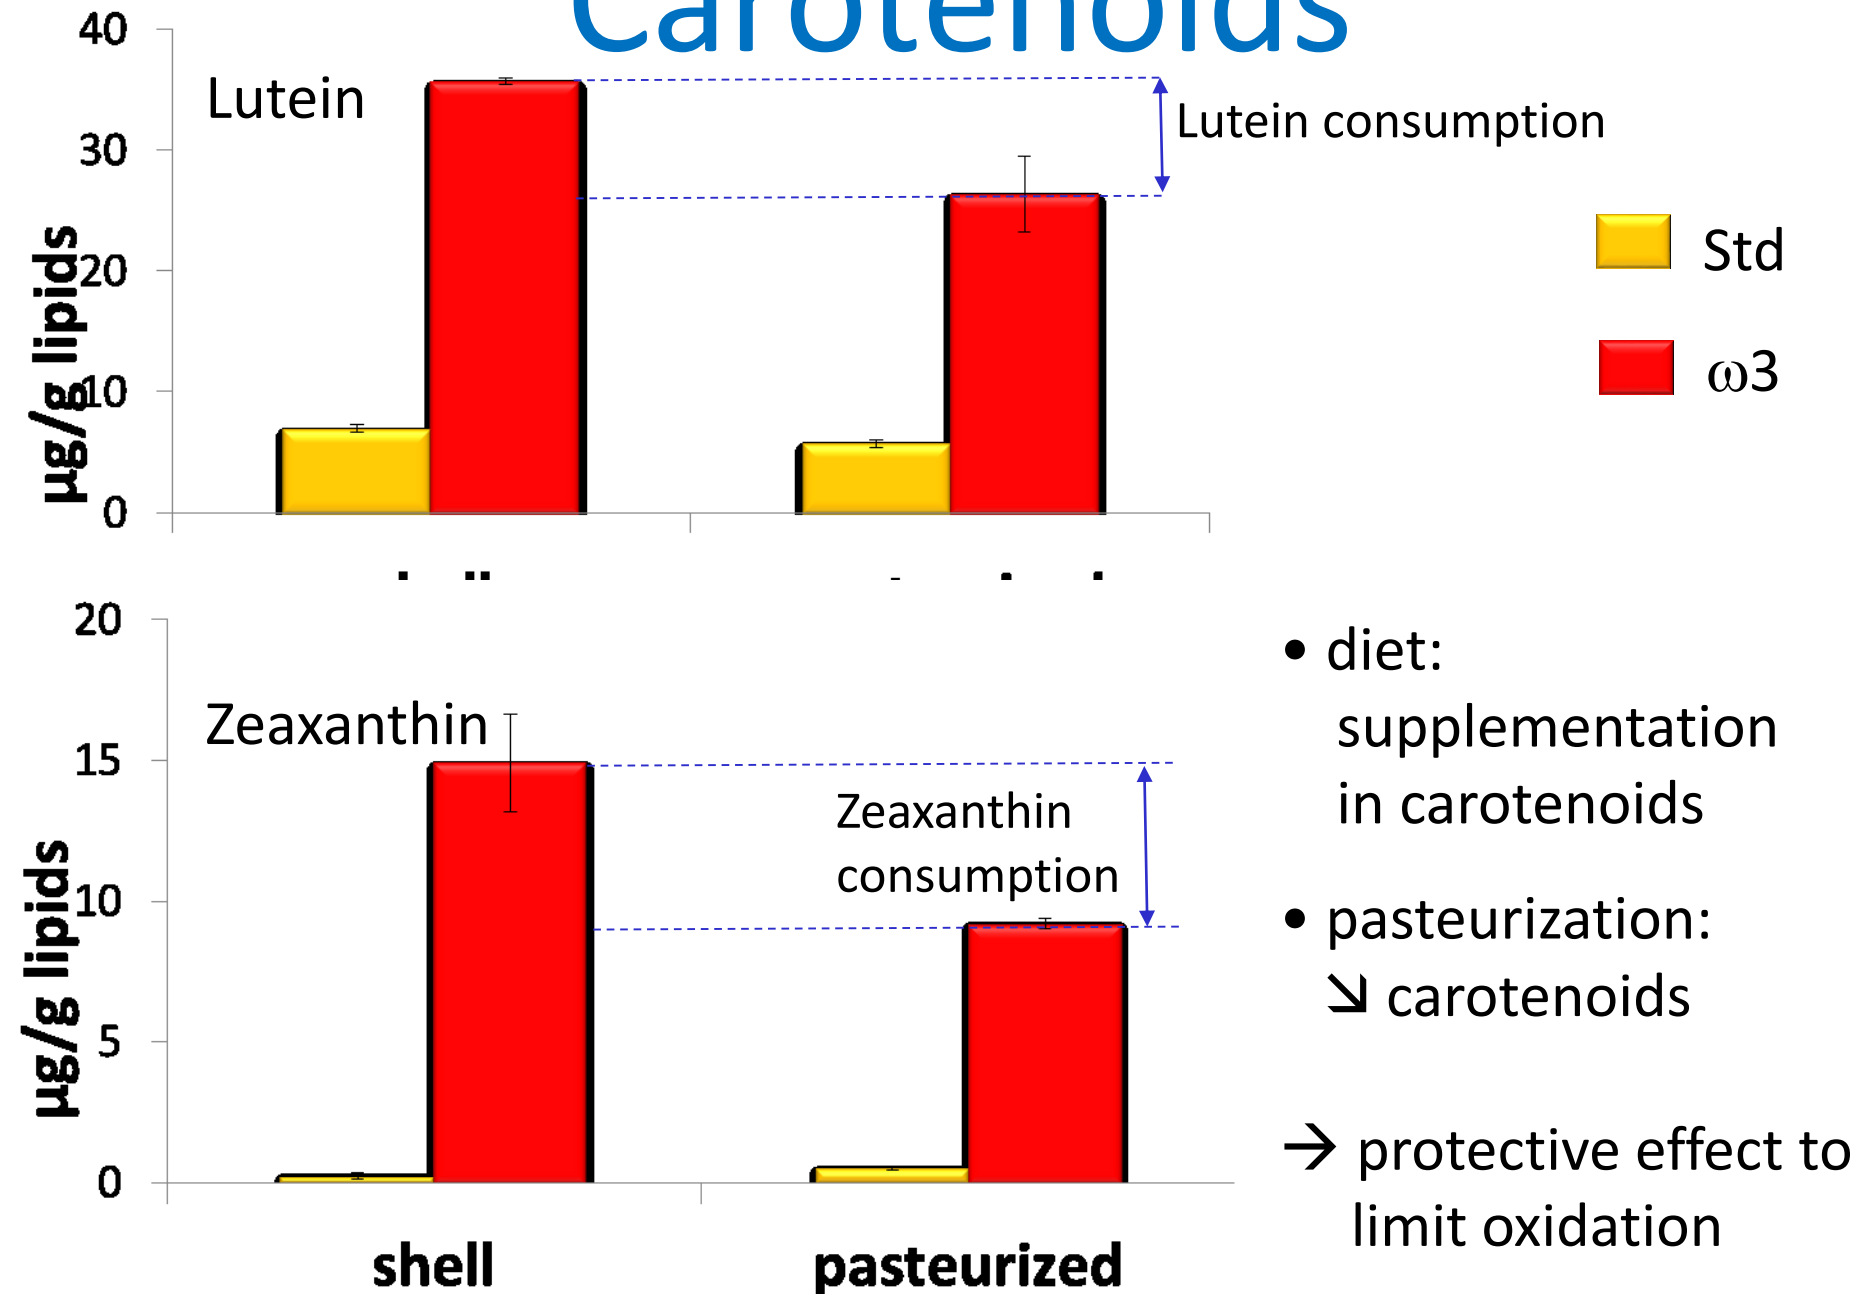 Carotenoids
40
30
20
10
0
µg/g lipids
Lutein
Lutein consumption
Std
ω3
20
15
10
5
0
µg/g lipids
Zeaxanthin
Zeaxanthin
consumption
shell
pasteurized
• diet:
supplementation
in carotenoids
• pasteurization:
↘ carotenoids
→ protective effect to
limit oxidation